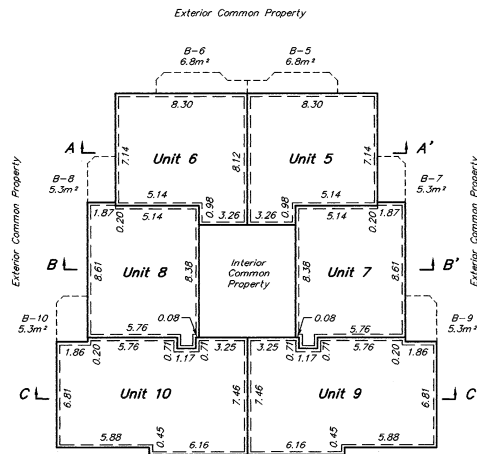 Exterior Common Property
B-6
6.8m²
B-5
6.8m²
8.30
8.30
A
7.14
Unit 6
8.12
Unit 5
7.14
A'
B-8
5.3m²
B-7
5.3m²
5.14
0.98
3.26
3.26
0.98
5.14
1.87
0.20
5.14
5.14
0.20
1.87
Exterior Common Property
Exterior Common Property
B
8.61
Unit 8
8.38
Interior
Common
Property
8.38
Unit 7
8.61
B'
B-10
5.3m²
B-9
5.3m²
0.08
0.08
1.86
0.20
5.76
5.76
0.71
1.17
0.71
3.25
3.25
0.71
1.17
0.71
5.76
5.76
0.20
1.86
C
6.81
Unit 10
7.46
7.46
Unit 9
6.81
C
5.88
0.45
6.16
6.16
0.45
5.88